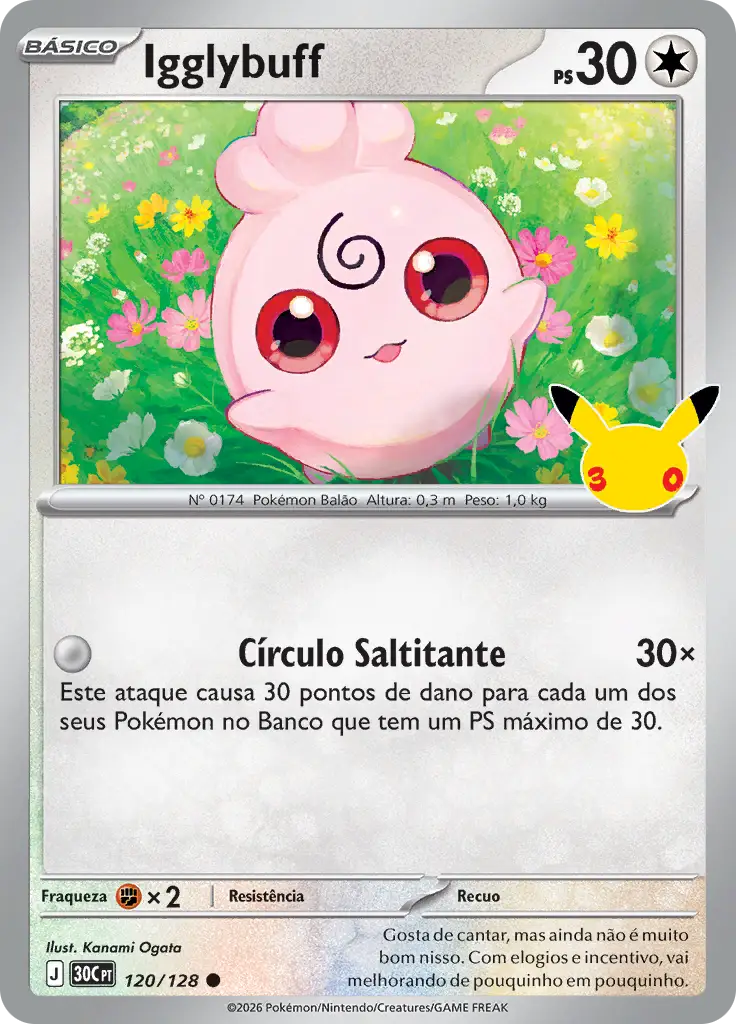 BÁSICO
Igglybuff
PS30
30
Nº 0174 Pokémon Balão Altura: 0,3 m Peso: 1,0 kg
Círculo Saltitante 30×
Este ataque causa 30 pontos de dano para cada um dos
seus Pokémon no Banco que tem um PS máximo de 30.
Fraqueza ×2 Resistência Recuo
Ilust. Kanami Ogata
J 30C PT 120/128
Gosta de cantar, mas ainda não é muito
bom nisso. Com elogios e incentivo, vai
melhorando de pouquinho em pouquinho.
©2026 Pokémon/Nintendo/Creatures/GAME FREAK